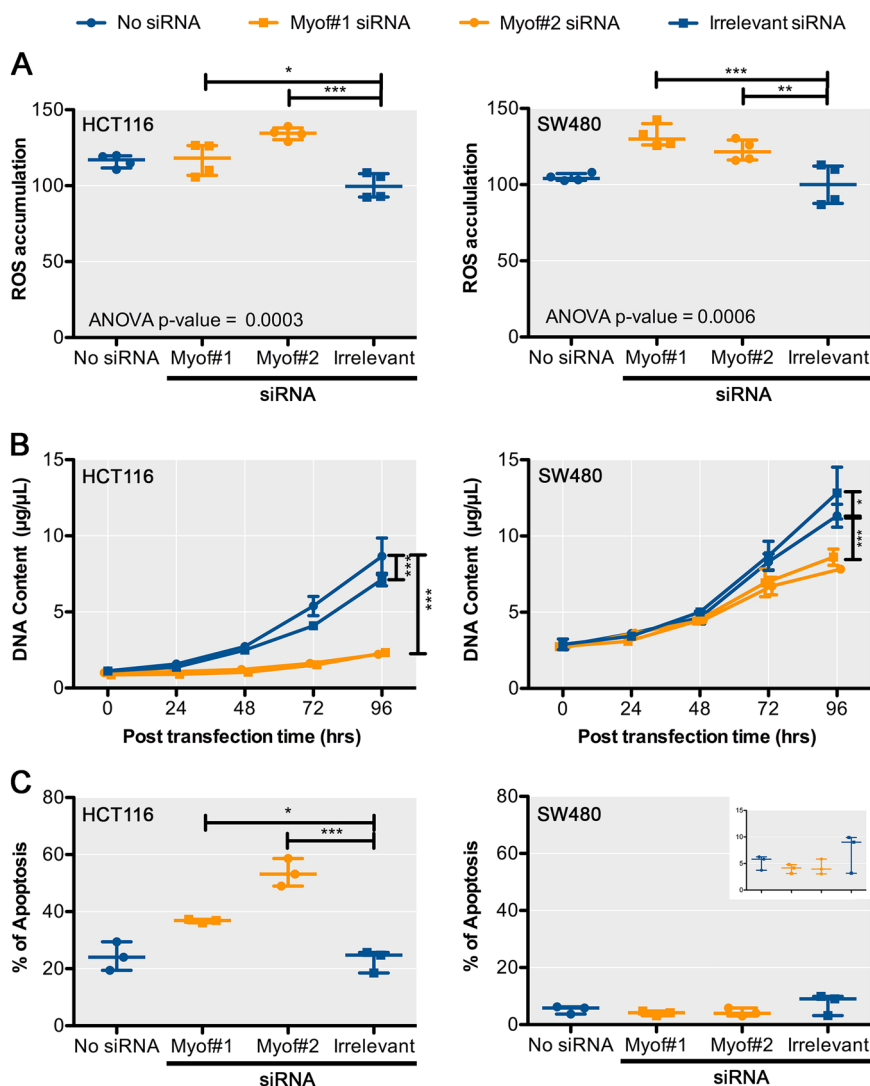 No siRNA Myof#1 siRNA Myof#2 siRNA Irrelevant siRNA
A
* ***
HCT116
ROS accumulation
150
100
50
0
ANOVA p-value = 0.0003
No siRNA Myof#1 Myof#2 Irrelevant
siRNA
*** **
SW480
ROS accululation
150
100
50
0
ANOVA p-value = 0.0006
No siRNA Myof#1 Myof#2 Irrelevant
siRNA
B
HCT116
DNA Content (µg/µL)
15
10
5
0
*** ***
0 24 48 72 96
Post transfection time (hrs)
SW480
DNA Content (µg/µL)
15
10
5
0
* ***
0 24 48 72 96
Post transfection time (hrs)
C
HCT116
% of Apoptosis
80
60
40
20
0
* ***
No siRNA Myof#1 Myof#2 Irrelevant
siRNA
SW480
% of Apoptosis
80
60
40
20
0
15
10
5
0
No siRNA Myof#1 Myof#2 Irrelevant
siRNA